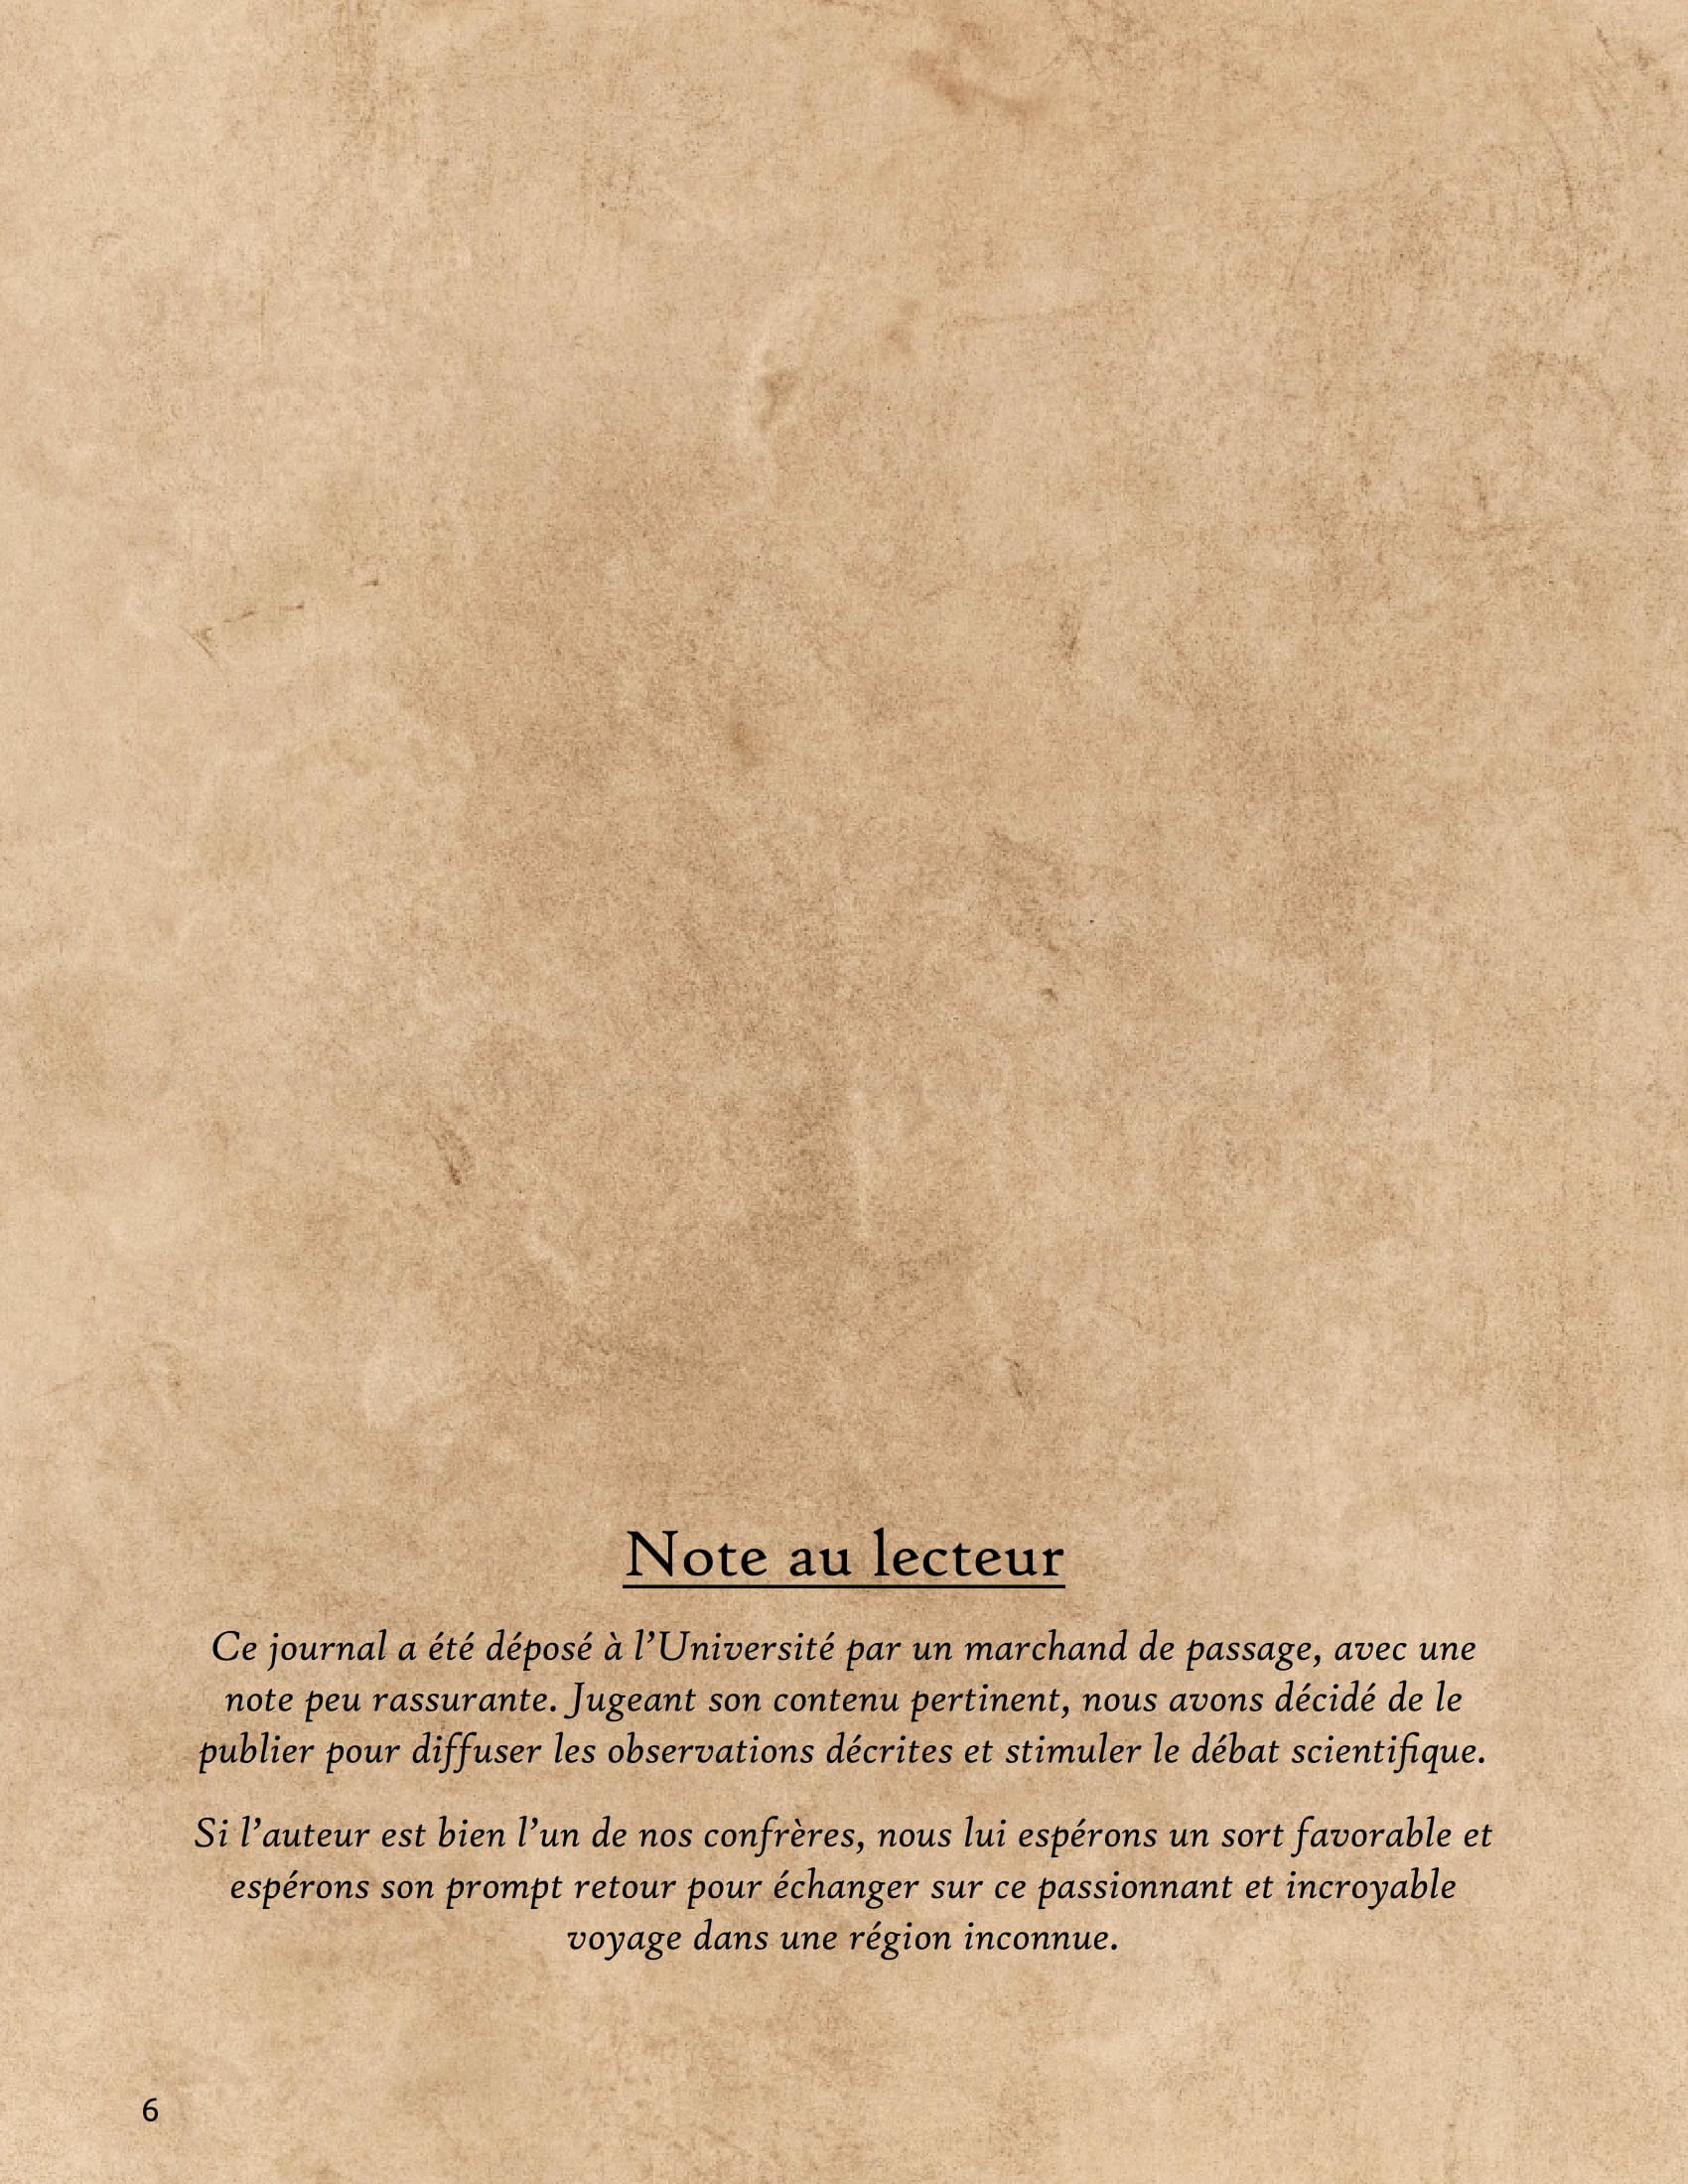 Note au lecteur
Ce journal a été déposé à l’Université par un marchand de passage, avec une
note peu rassurante. Jugeant son contenu pertinent, nous avons décidé de le
publier pour diffuser les observations décrites et stimuler le débat scientifique.
Si l’auteur est bien l’un de nos confrères, nous lui espérons un sort favorable et
espérons son prompt retour pour échanger sur ce passionnant et incroyable
voyage dans une région inconnue.
6